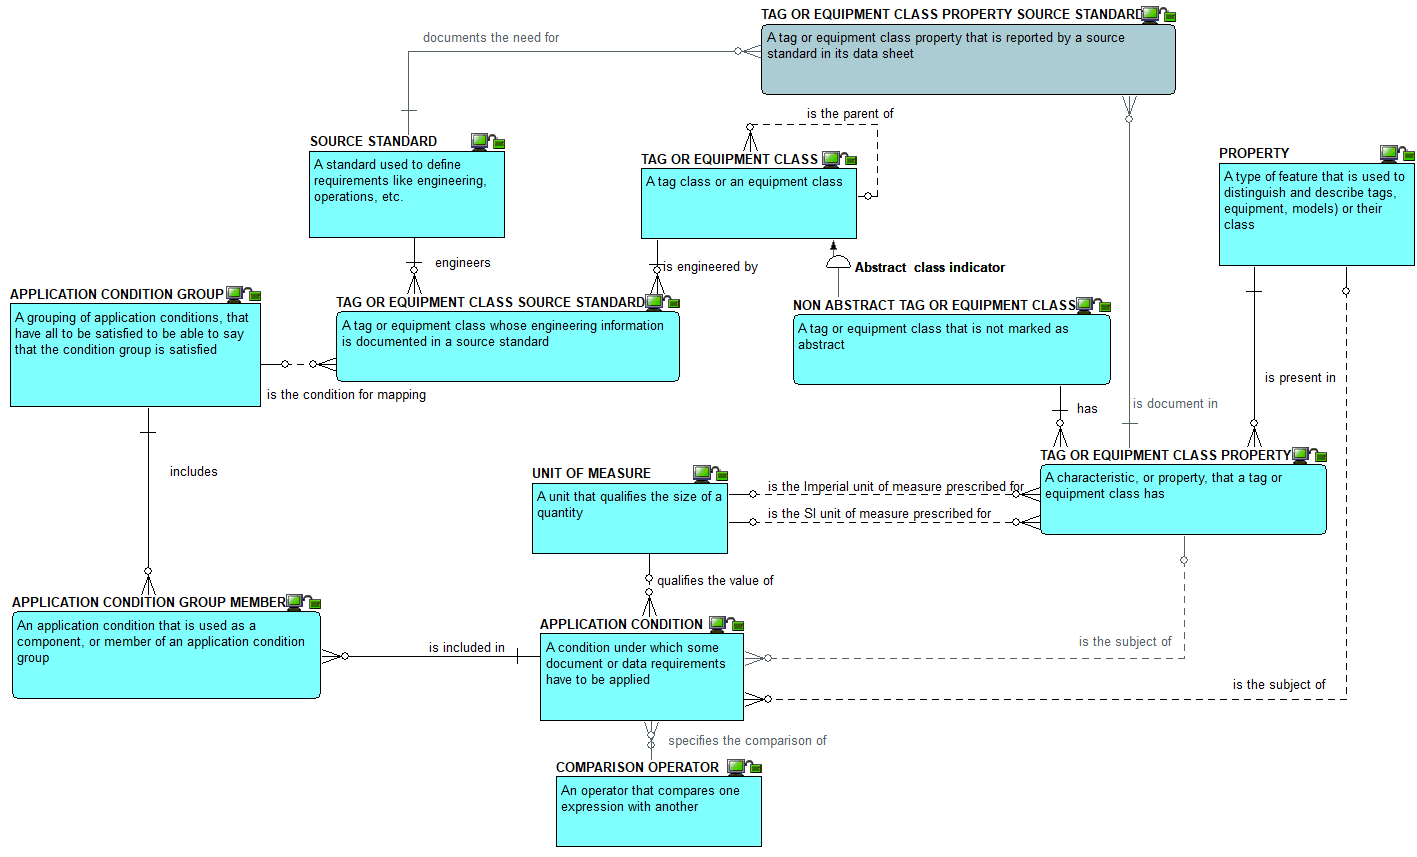 TAG OR EQUIPMENT CLASS PROPERTY SOURCE STANDARD
A tag or equipment class property that is reported by a source
standard in its data sheet
documents the need for
is the parent of
SOURCE STANDARD
A standard used to define
requirements like engineering,
operations, etc.
TAG OR EQUIPMENT CLASS
A tag class or an equipment class
PROPERTY
A type of feature that is used to
distinguish and describe tags,
equipment, models) or their
class
engineers
is engineered by
Abstract class indicator
APPLICATION CONDITION GROUP
A grouping of application conditions, that
have all to be satisfied to be able to say
that the condition group is satisfied
TAG OR EQUIPMENT CLASS SOURCE STANDARD
A tag or equipment class whose engineering information
is documented in a source standard
NON ABSTRACT TAG OR EQUIPMENT CLASS
A tag or equipment class that is not marked as
abstract
is the condition for mapping
is present in
has
is document in
includes
UNIT OF MEASURE
A unit that qualifies the size of a
quantity
is the Imperial unit of measure prescribed for
is the SI unit of measure prescribed for
TAG OR EQUIPMENT CLASS PROPERTY
A characteristic, or property, that a tag or
equipment class has
qualifies the value of
APPLICATION CONDITION GROUP MEMBER
An application condition that is used as a
component, or member of an application condition
group
is included in
APPLICATION CONDITION
A condition under which some
document or data requirements
have to be applied
is the subject of
is the subject of
specifies the comparison of
COMPARISON OPERATOR
An operator that compares one
expression with another